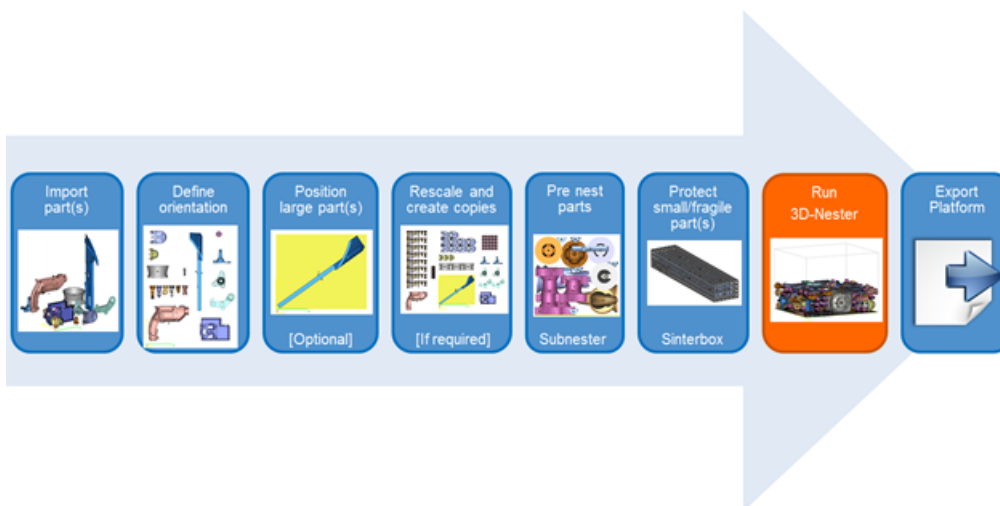 Import
part(s)
Define
orientation
Position
large part(s)
[Optional]
Rescale and
create copies
[If required]
Pre nest
parts
Subnester
Protect
small/fragile
part(s)
Sinterbox
Run
3D-Nester
Export
Platform